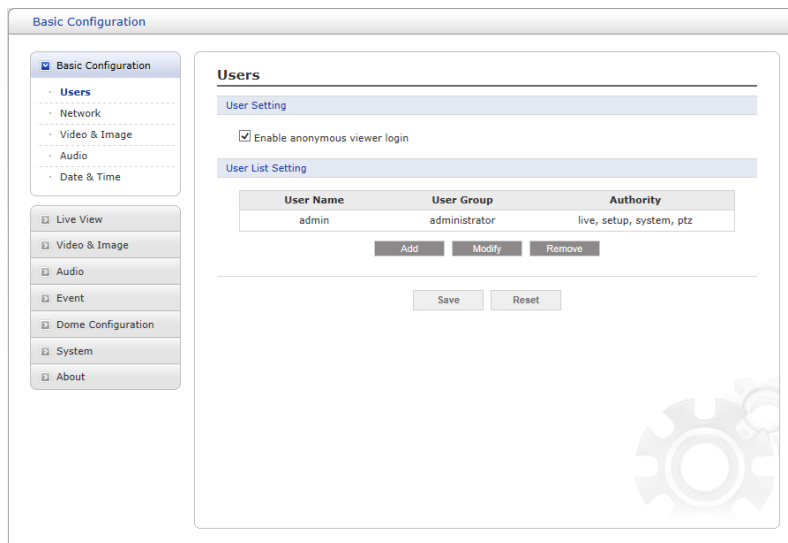 Basic Configuration
Basic Configuration
Users
Network
Video & Image
Audio
Date & Time
Live View
Video & Image
Audio
Event
Dome Configuration
System
About
Users
User Setting
Enable anonymous viewer login
User List Setting
User Name User Group Authority
admin administrator live, setup, system, ptz
Add Modify Remove
Save Reset